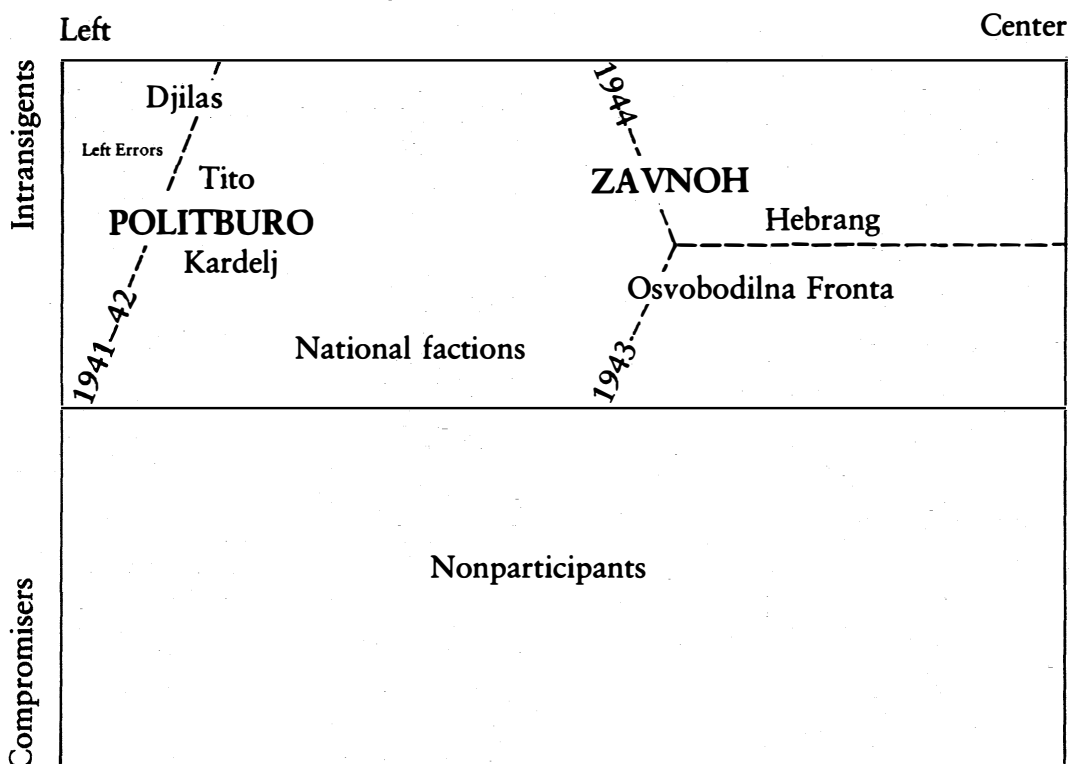 Left
Center
Intransigents
Djilas
1944
Left Errors
Tito
ZAVNOH
POLITBURO
Hebrang
Kardelj
Osvobodilna Fronta
1941–42
National factions
1943
Nonparticipants
Compromisers